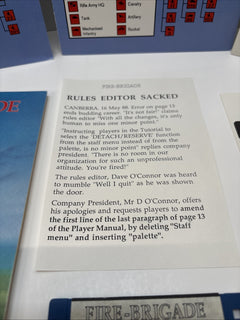 Rifle Army HQ
Cavalry
Tank
Artillery
Mechanized
Infantry
Rocket
FIRE-BRIGADE
RULES EDITOR SACKED
CANBERRA, 16 May 88. Error on page 13
ends budding career. "It's not fair" claims
rules editor "With all the changes, it's only
human to miss one minor point."
"Instructing players in the Tutorial to
select the 'DETACH/RESERVE' function
from the staff menu instead of from the
palette, is no minor point" replies company
president. "There is no room in our
organization for such an unprofessional
attitude. You're fired!"
The rules editor, Dave O'Connor was heard
to mumble "Well I quit" as he was shown
the door.
Company President, Mr D O'Connor, offers
his apologies and requests players to amend
the first line of the last paragraph of page 13
of the Player Manual, by deleting "Staff
menu" and inserting "palette".
DE
FIRE-BRIGADE